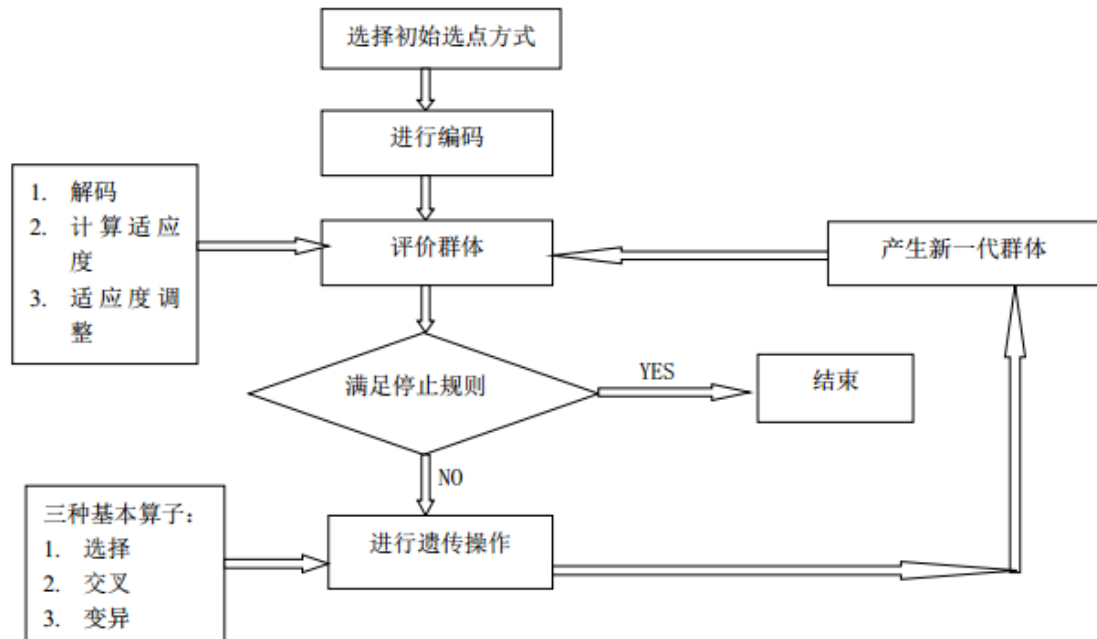 选择初始选点方式
进行编码
1. 解码
2. 计算适应
度
3. 适应度调
整
评价群体
产生新一代群体
满足停止规则
YES
结束
NO
三种基本算子：
1. 选择
2. 交叉
3. 变异
进行遗传操作